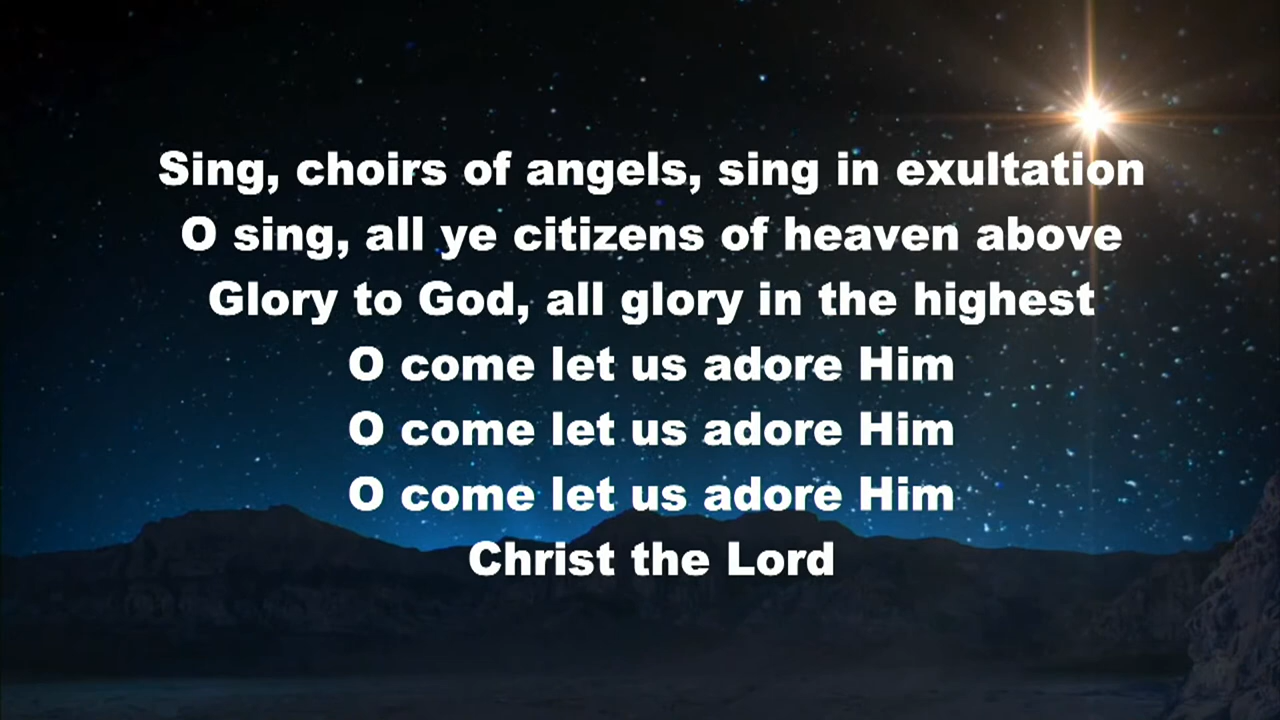 Sing, choirs of angels, sing in exultation
O sing, all ye citizens of heaven above
Glory to God, all glory in the highest
O come let us adore Him
O come let us adore Him
O come let us adore Him
Christ the Lord